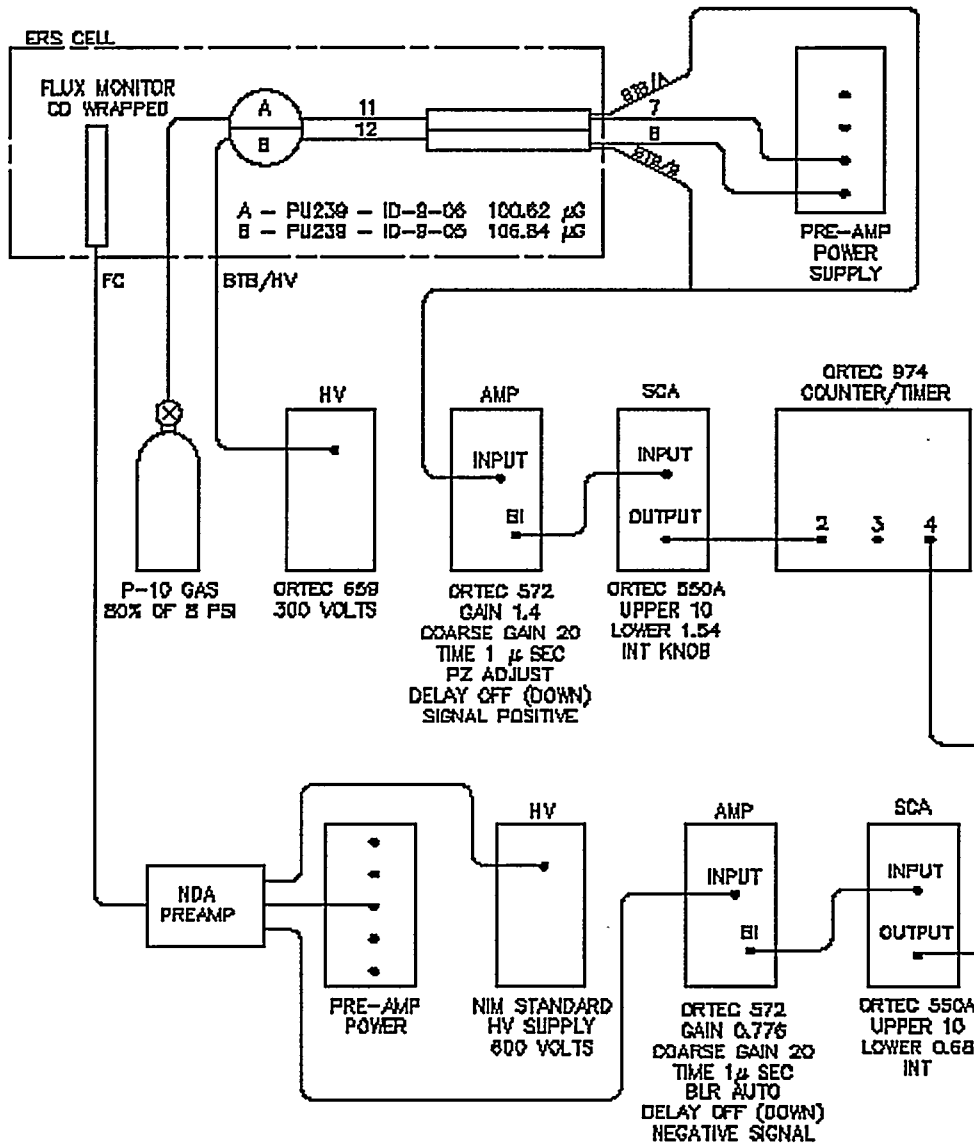 ERS CELL
FLUX MONITOR
CD WRAPPED
A
B
11
12
BTB/A
7
8
BTB/B
A - PU239 - ID-9-06 100.62 μG
B - PU239 - ID-9-05 106.84 μG
PRE-AMP
POWER
SUPPLY
FC
BTB/HV
HV
AMP
SCA
ORTEC 974
COUNTER/TIMER
INPUT
BI
INPUT
OUTPUT
2
3
4
P-10 GAS
80% OF 8 PSI
ORTEC 659
300 VOLTS
ORTEC 572
GAIN 1.4
COARSE GAIN 20
TIME 1 μ SEC
PZ ADJUST
DELAY OFF (DOWN)
SIGNAL POSITIVE
ORTEC 550A
UPPER 10
LOWER 1.54
INT KNOB
HV
AMP
SCA
NDA
PREAMP
INPUT
BI
INPUT
OUTPUT
PRE-AMP
POWER
NIM STANDARD
HV SUPPLY
600 VOLTS
ORTEC 572
GAIN 0.776
COARSE GAIN 20
TIME 1μ SEC
BLR AUTO
DELAY OFF (DOWN)
NEGATIVE SIGNAL
ORTEC 550A
UPPER 10
LOWER 0.68
INT